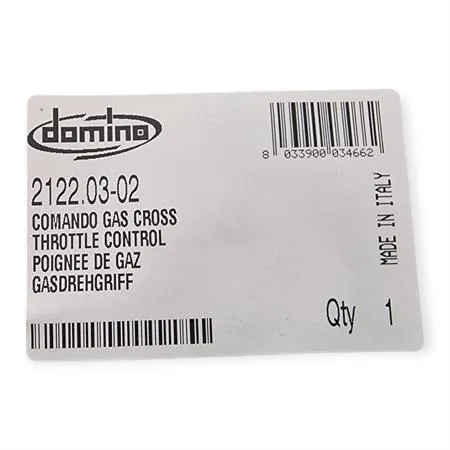 domino
8 033900 034662
2122.03-02
COMANDO GAS CROSS
THROTTLE CONTROL
POIGNEE DE GAZ
GASDREHGRIFF
MADE IN ITALY
Qty 1